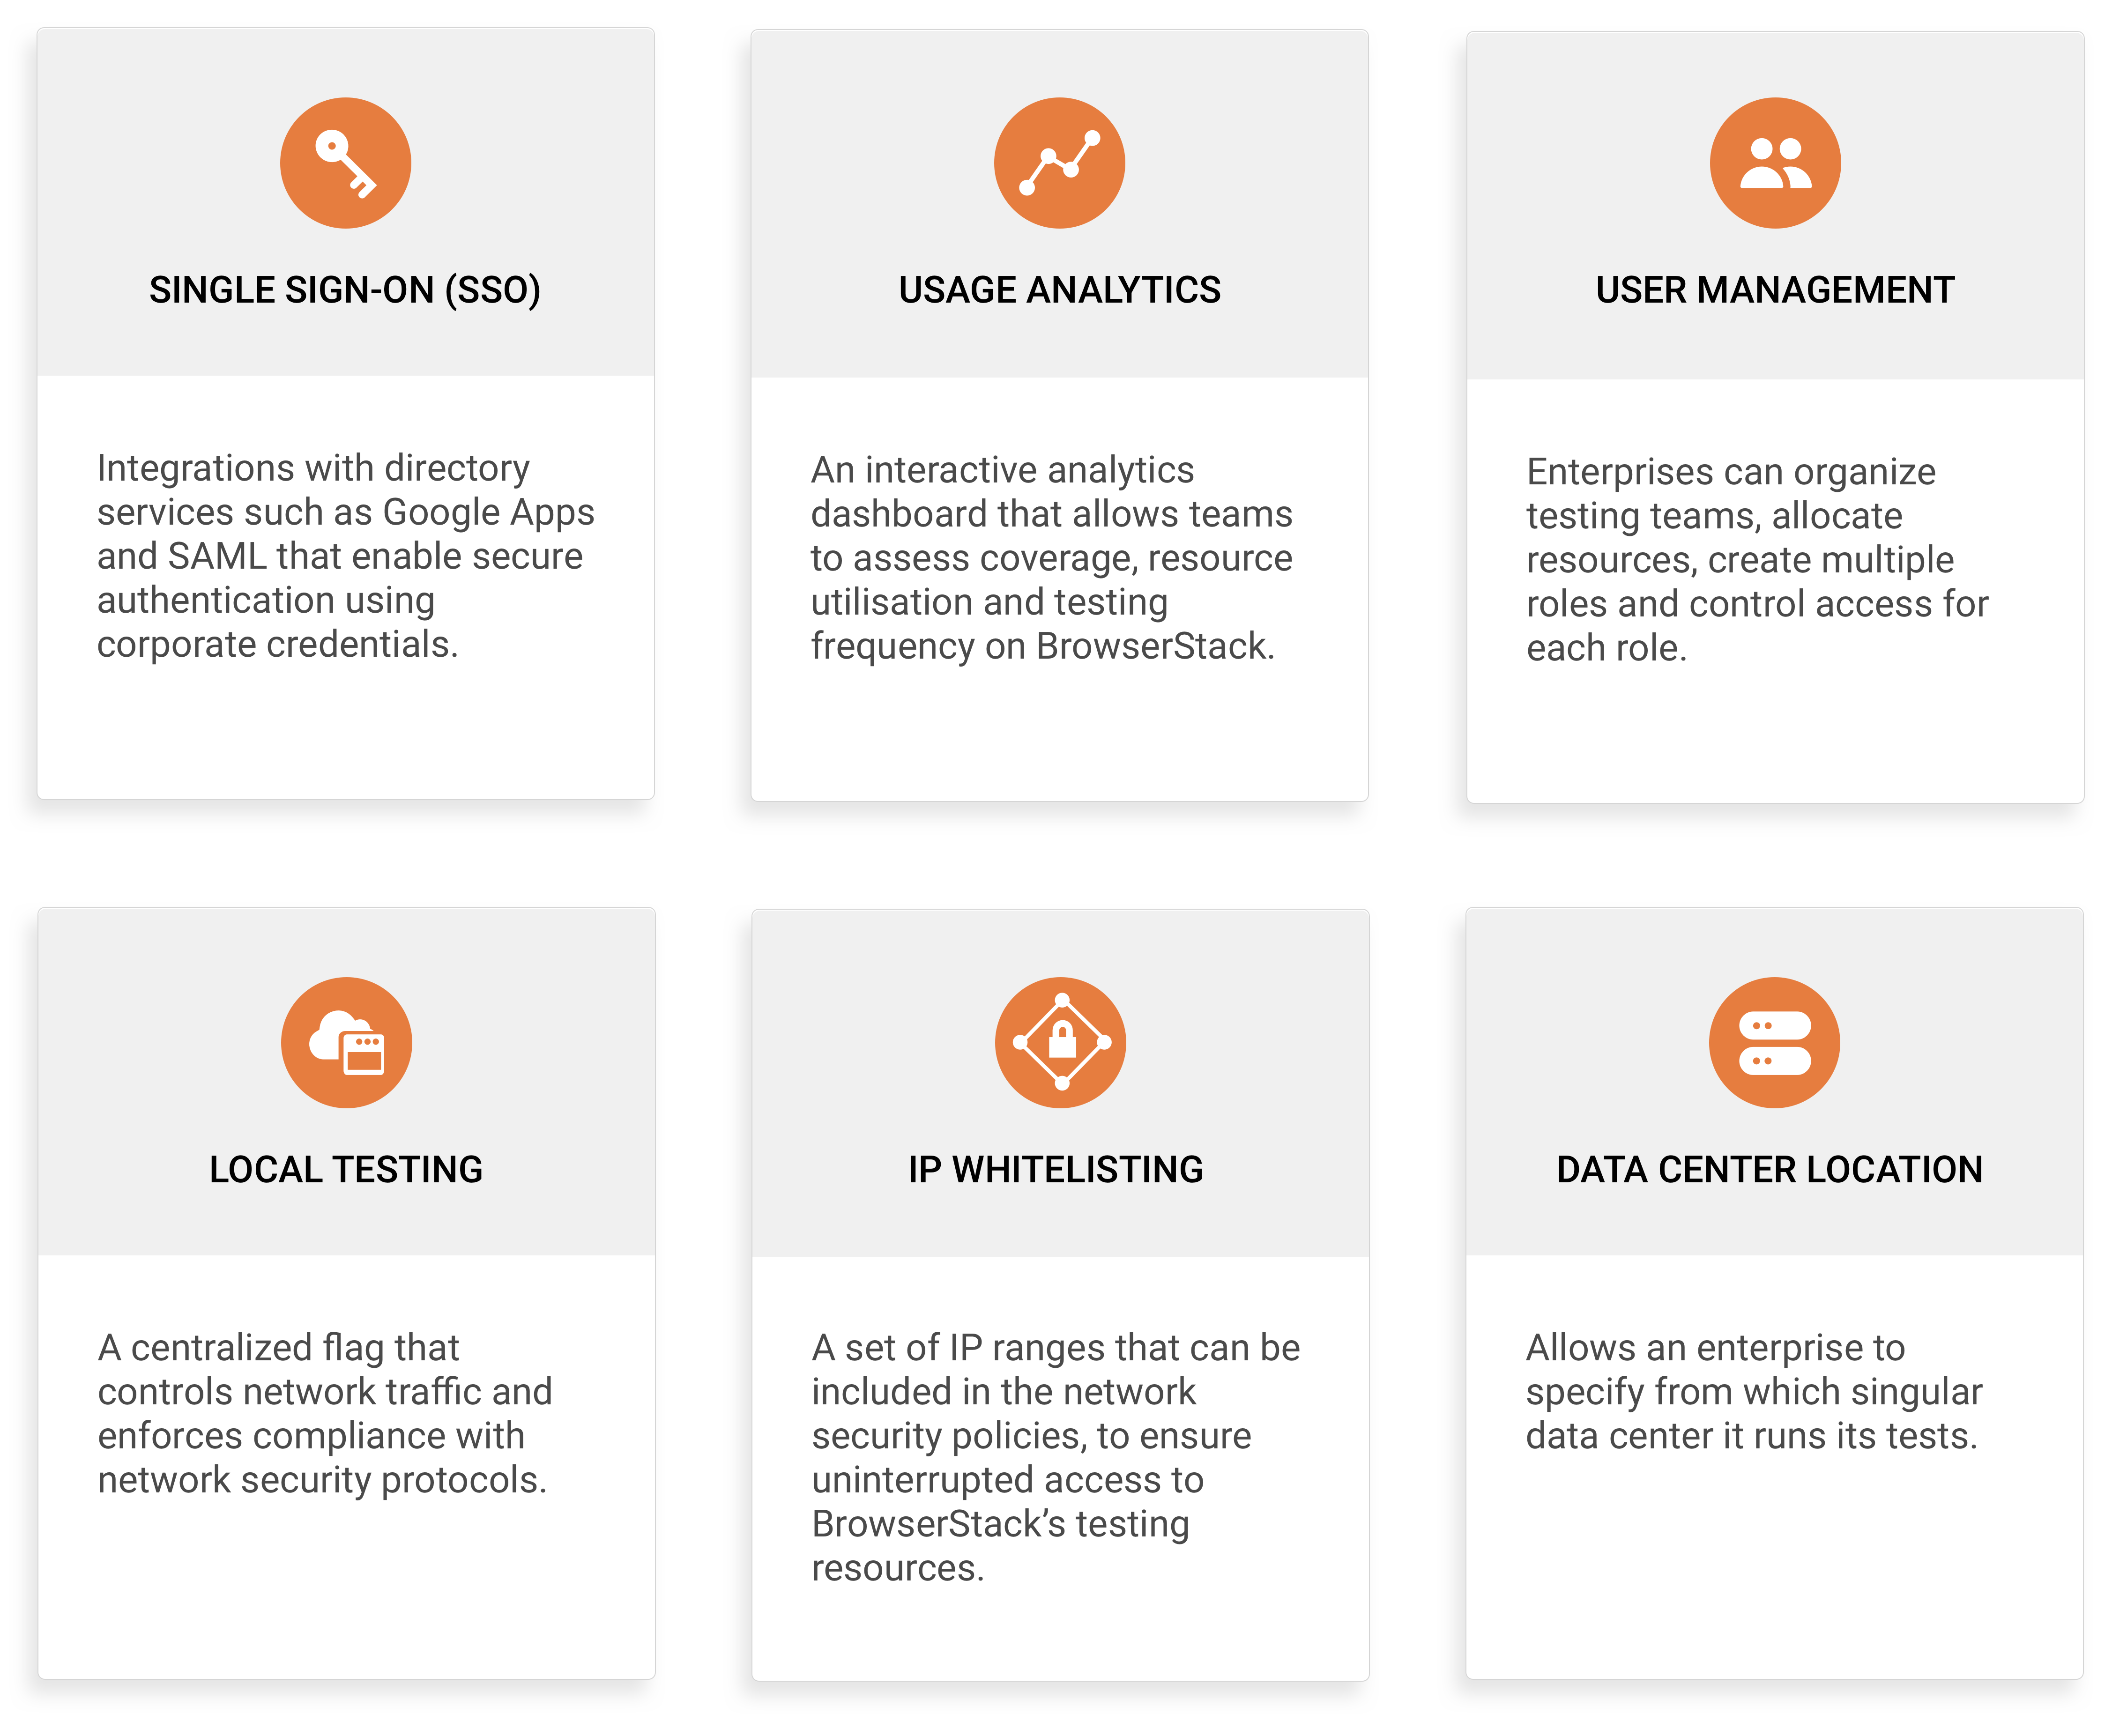 SINGLE SIGN-ON (SSO)
Integrations with directory
services such as Google Apps
and SAML that enable secure
authentication using
corporate credentials.
USAGE ANALYTICS
An interactive analytics
dashboard that allows teams
to assess coverage, resource
utilisation and testing
frequency on BrowserStack.
USER MANAGEMENT
Enterprises can organize
testing teams, allocate
resources, create multiple
roles and control access for
each role.
LOCAL TESTING
A centralized flag that
controls network traffic and
enforces compliance with
network security protocols.
IP WHITELISTING
A set of IP ranges that can be
included in the network
security policies, to ensure
uninterrupted access to
BrowserStack’s testing
resources.
DATA CENTER LOCATION
Allows an enterprise to
specify from which singular
data center it runs its tests.